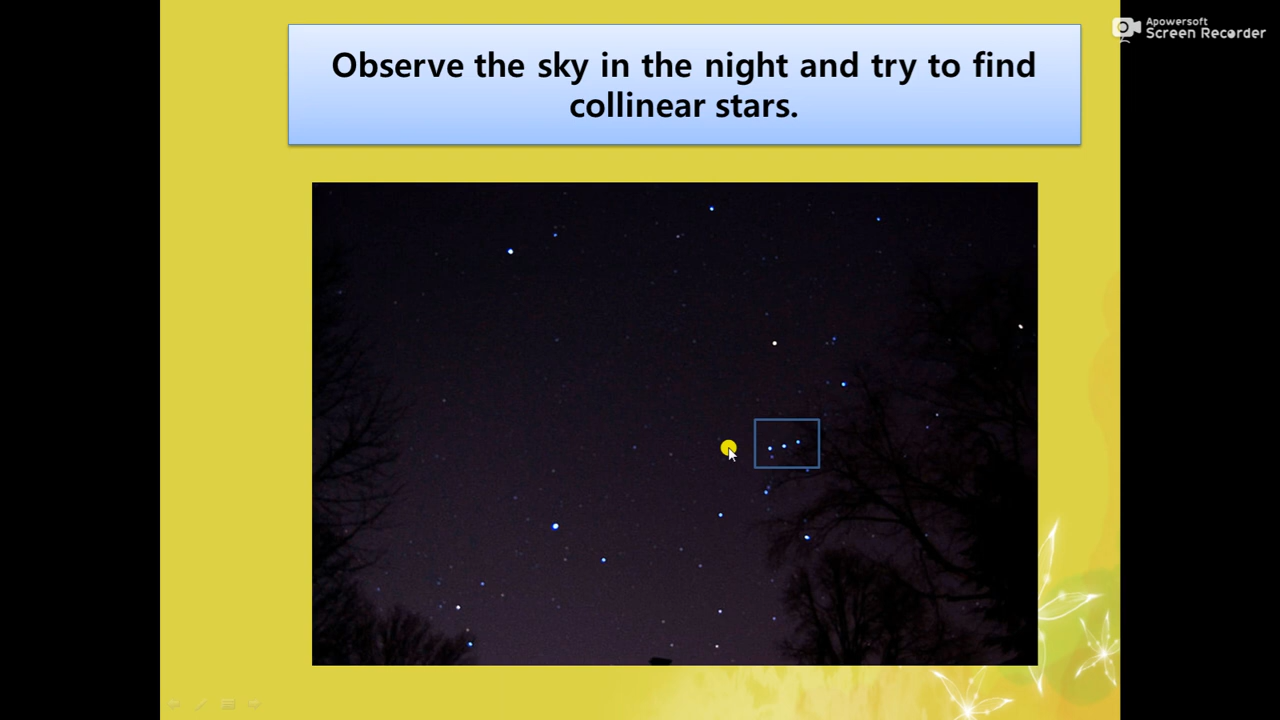 Apowersoft
Screen Recorder
Observe the sky in the night and try to find
collinear stars.